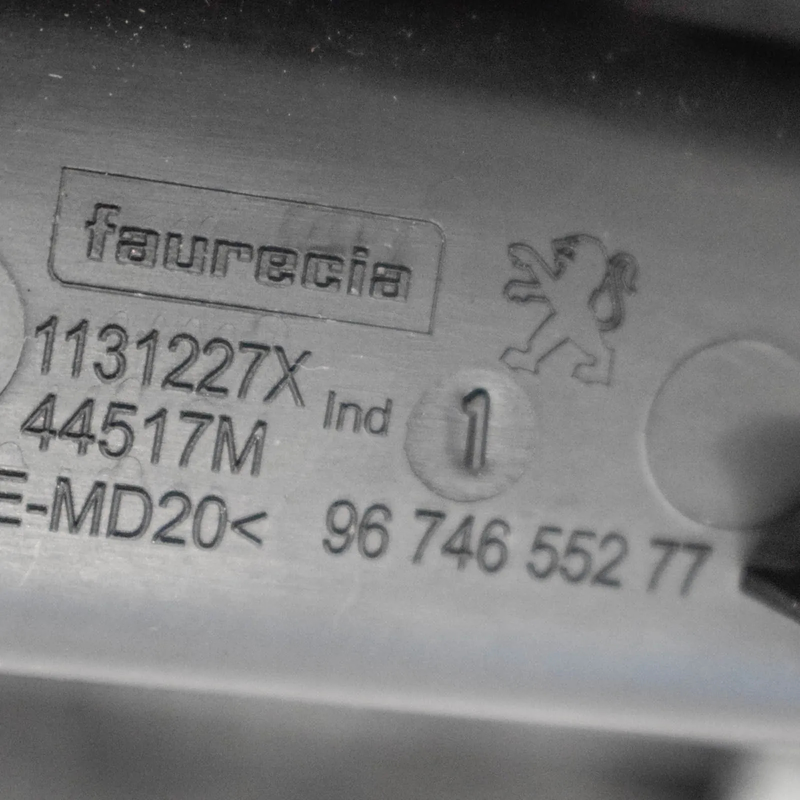 faurecia
1131227X
44517M
Ind 1
E-MD20<
96 746 552 77